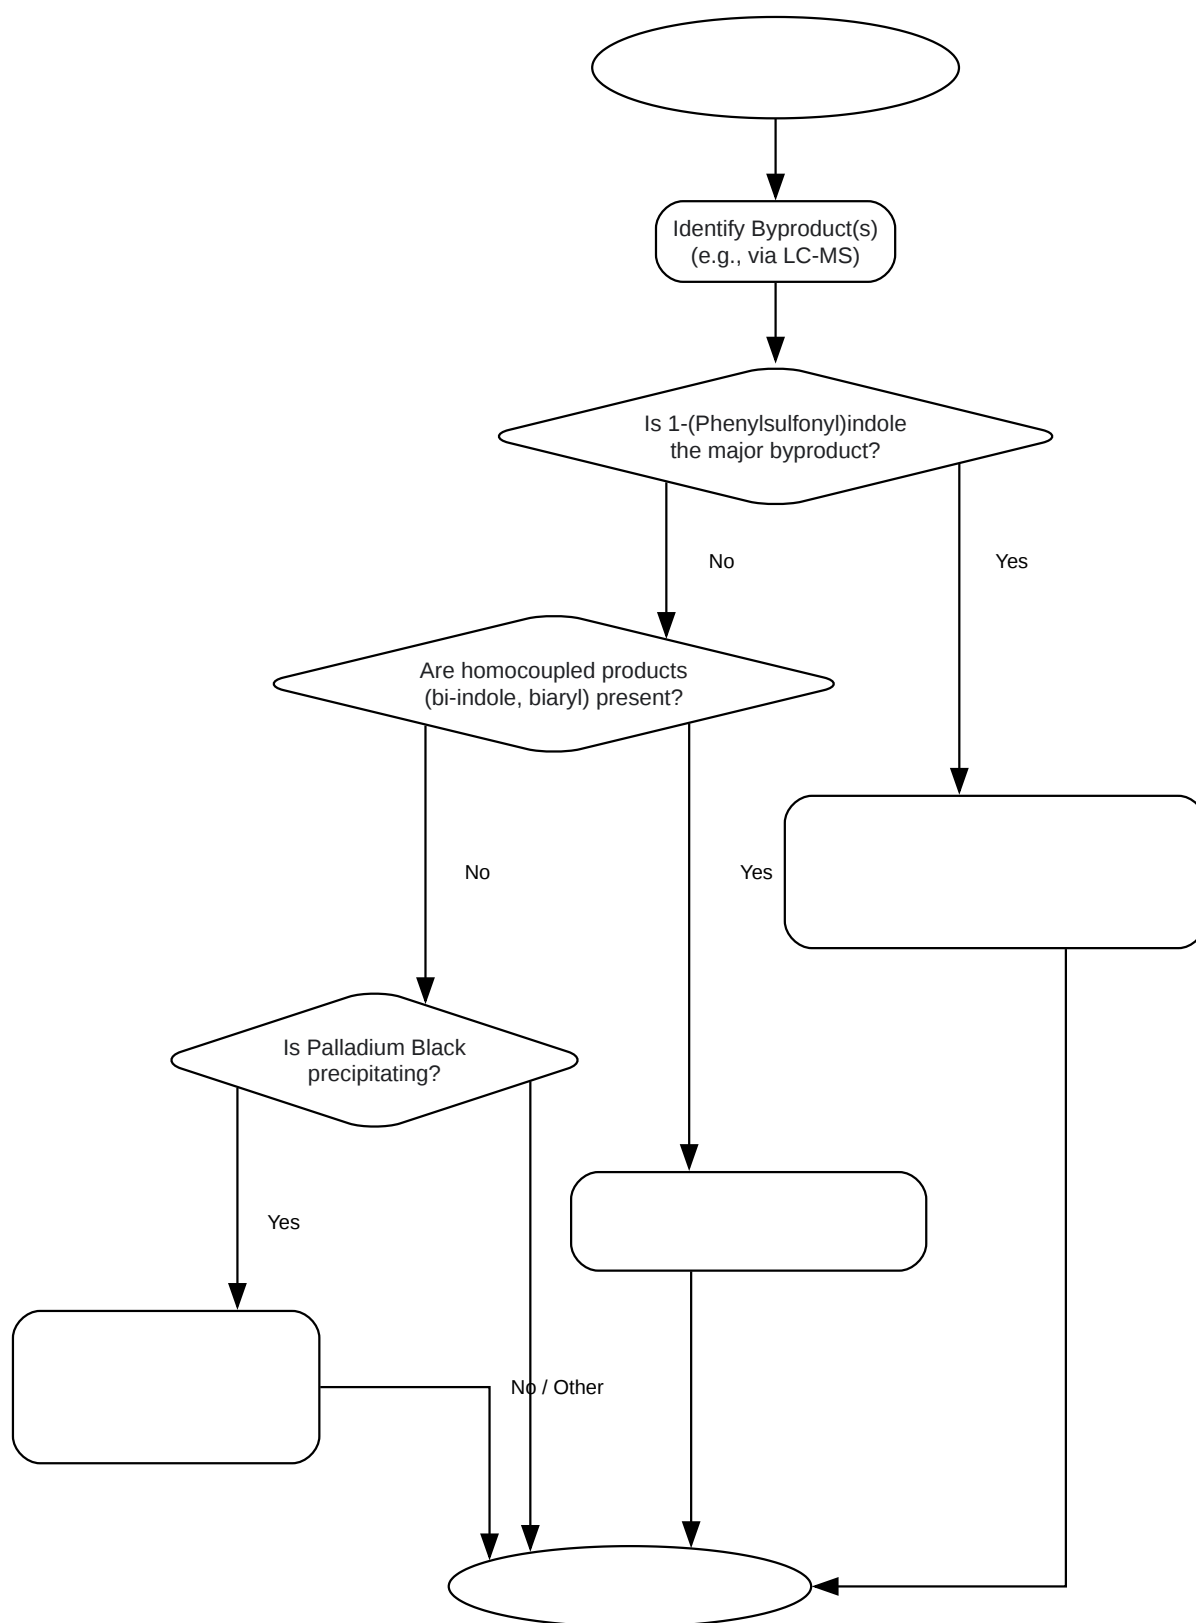 Identify Byproduct(s)
(e.g., via LC-MS)
Is 1-(Phenylsulfonyl)indole
the major byproduct?
No
Yes
Are homocoupled products
(bi-indole, biaryl) present?
No
Yes
Is Palladium Black
precipitating?
Yes
No / Other